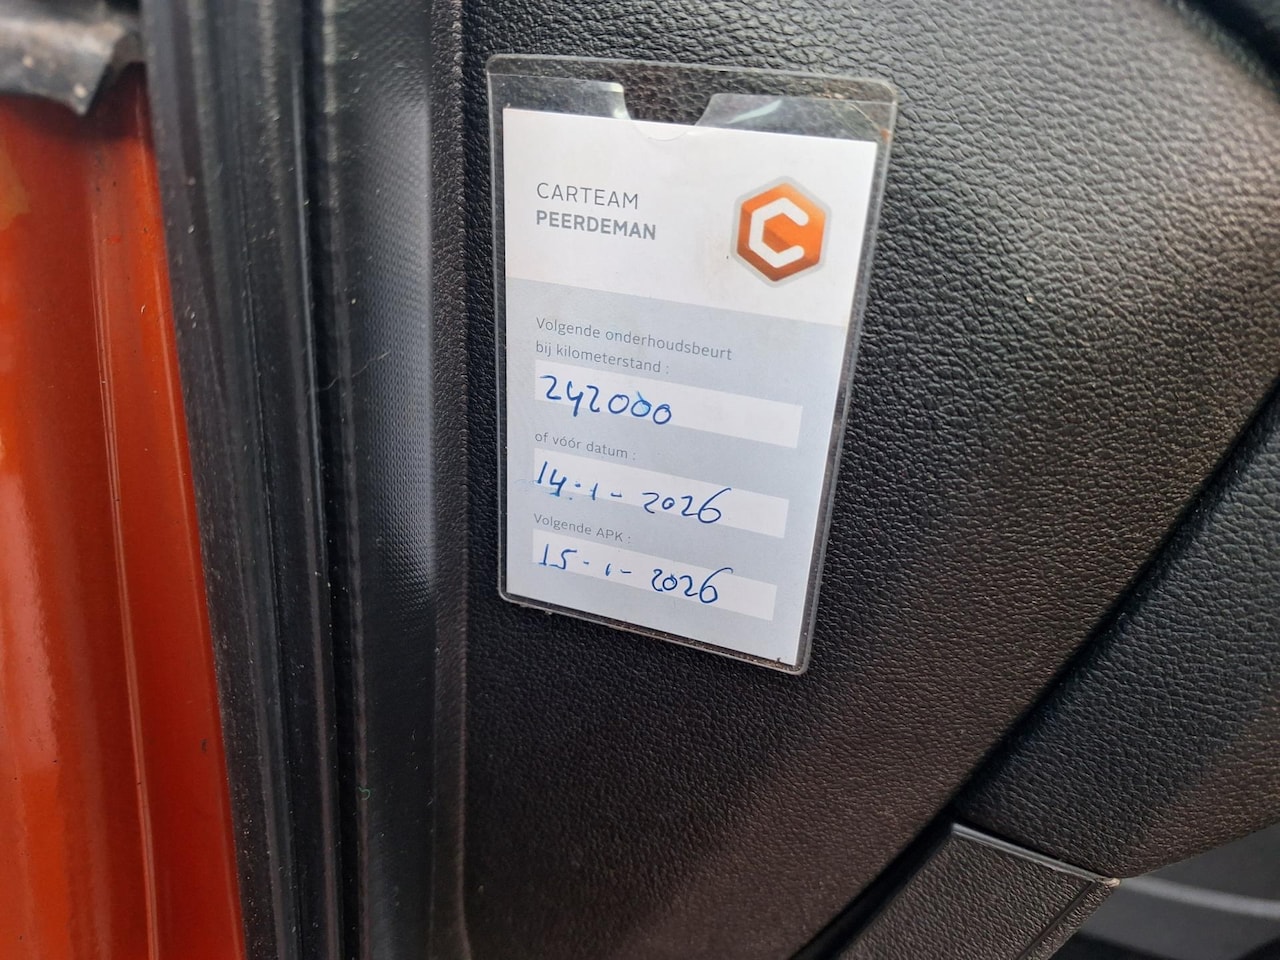 CARTEAM
PEERDEMAN
Volgende onderhoudsbeurt
bij kilometerstand :
242000
of vóór datum :
14-1-2026
Volgende APK :
15-1-2026